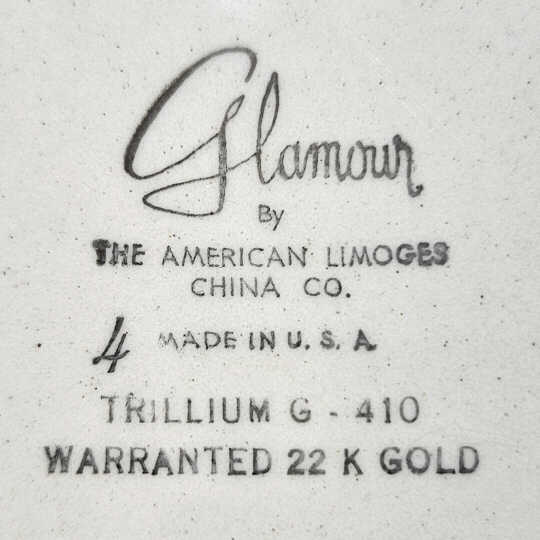 Glamour
By
THE AMERICAN LIMOGES
CHINA CO.
4 MADE IN U. S. A.
TRILLIUM G - 410
WARRANTED 22 K GOLD